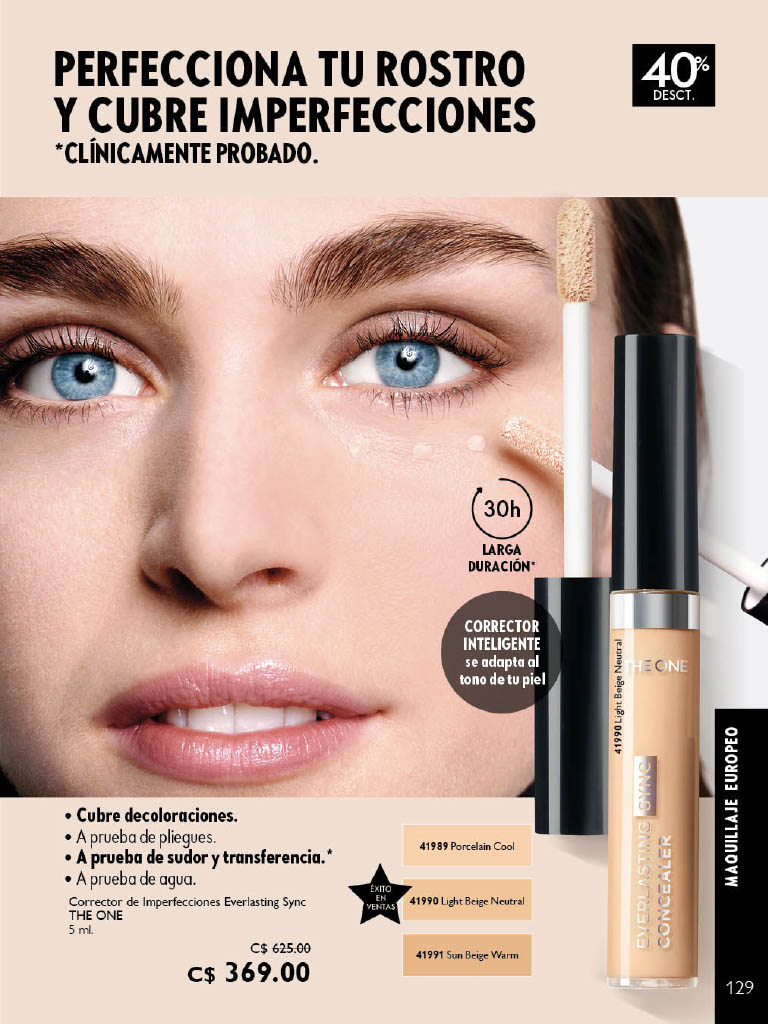 PERFECCIONA TU ROSTRO
Y CUBRE IMPERFECCIONES
*CLÍNICAMENTE PROBADO.
40%
DESCT.
30h
LARGA
DURACIÓN*
CORRECTOR
INTELIGENTE
se adapta al
tono de tu piel
41990 Light Beige Neutral
THE ONE
EVERLASTING SYNC
CONCEALER
MAQUILLAJE EUROPEO
• Cubre decoloraciones.
• A prueba de pliegues.
• A prueba de sudor y transferencia.*
• A prueba de agua.
Corrector de Imperfecciones Everlasting Sync
THE ONE
5 ml.
C$ 625.00
C$ 369.00
41989 Porcelain Cool
ÉXITO
EN
VENTAS
41990 Light Beige Neutral
41991 Sun Beige Warm
129